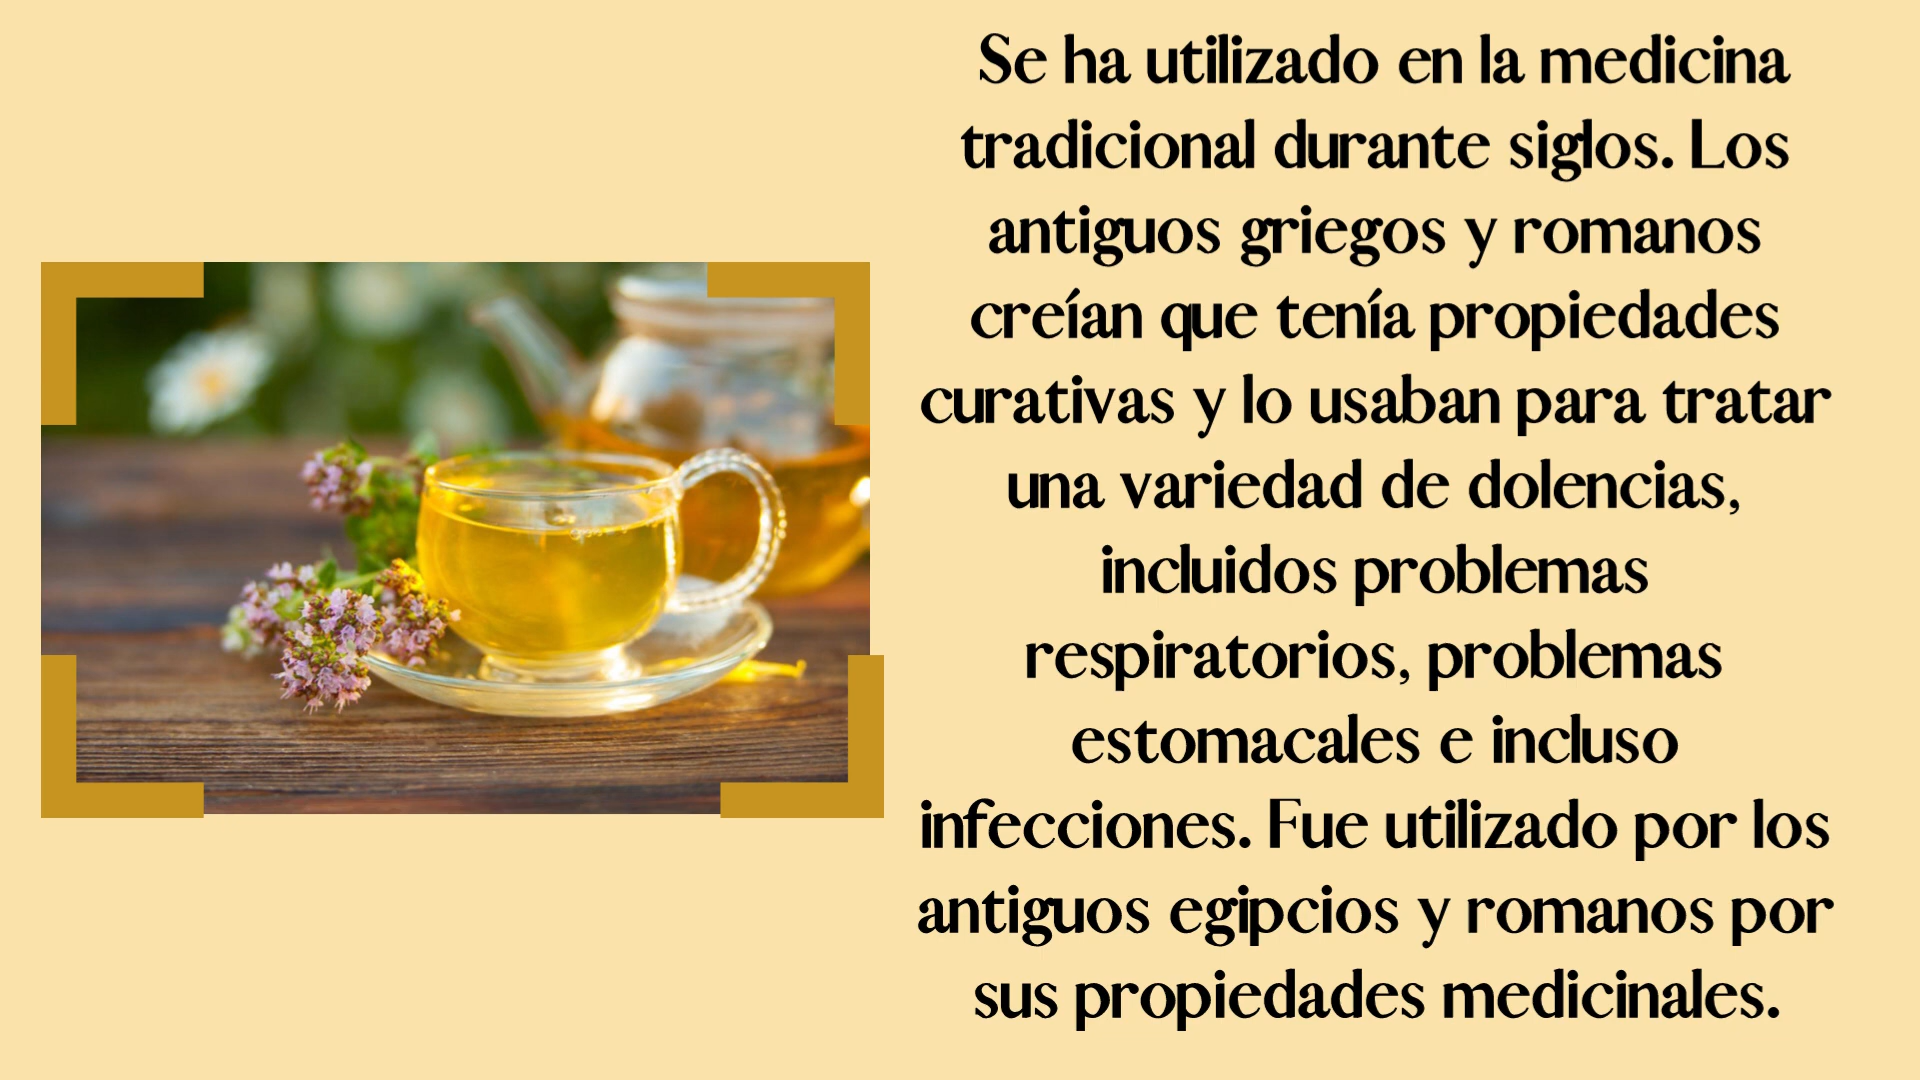 Se ha utilizado en la medicina
tradicional durante siglos. Los
antiguos griegos y romanos
creían que tenía propiedades
curativas y lo usaban para tratar
una variedad de dolencias,
incluidos problemas
respiratorios, problemas
estomacales e incluso
infecciones. Fue utilizado por los
antiguos egipcios y romanos por
sus propiedades medicinales.